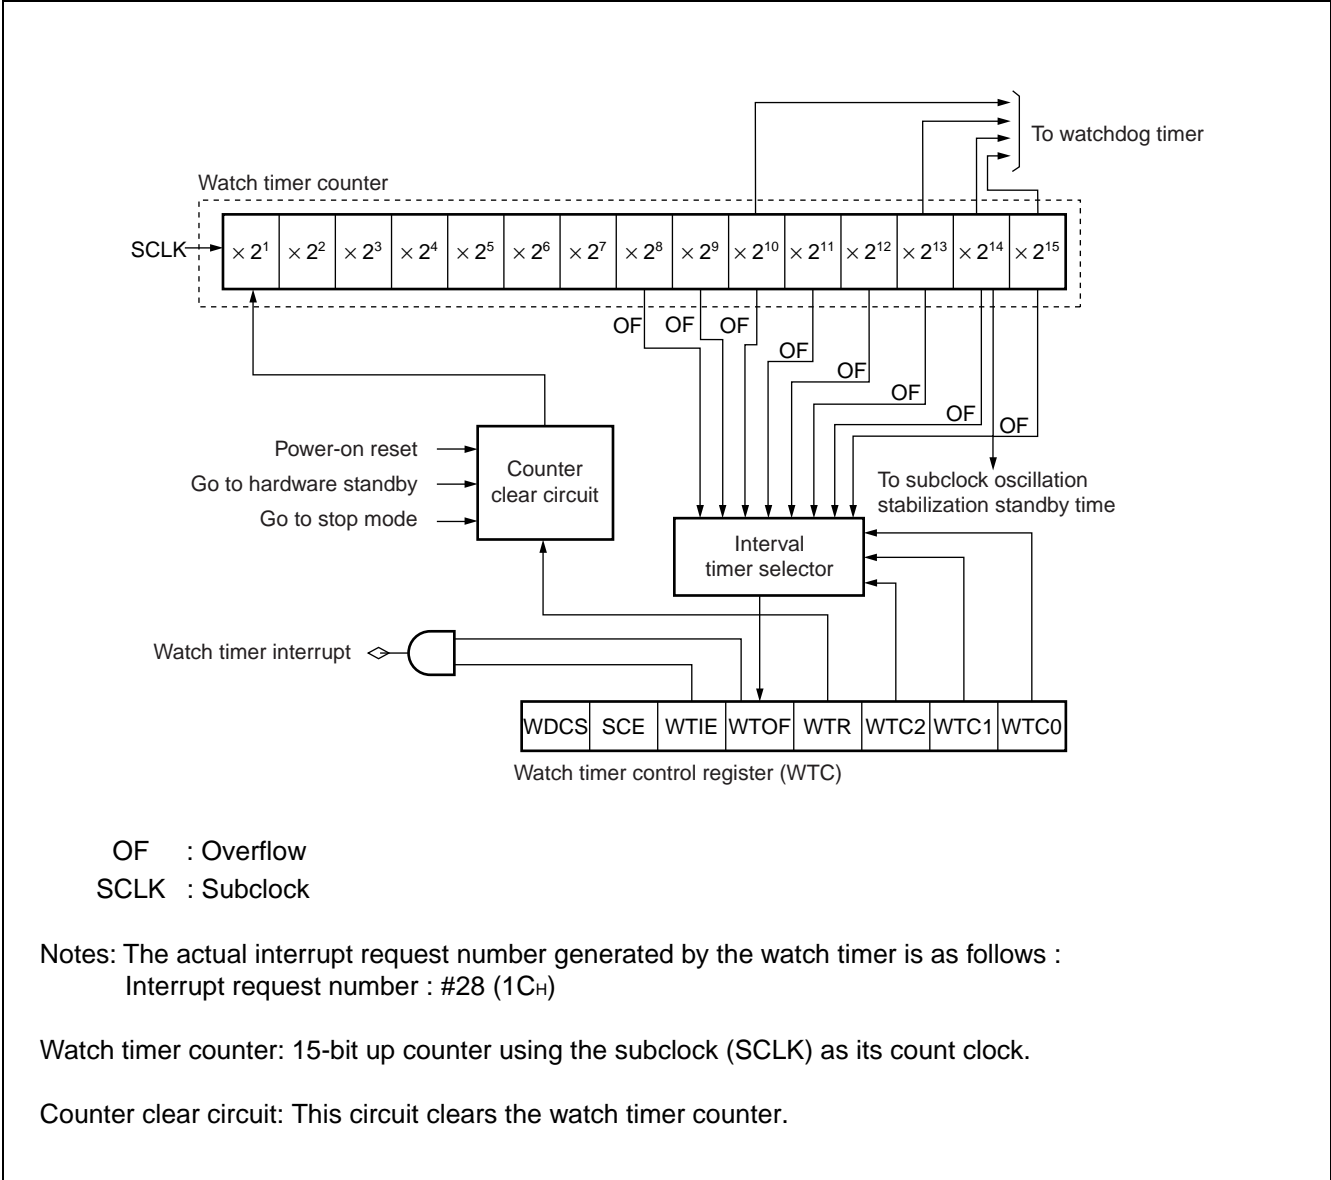 To watchdog timer
Watch timer counter
SCLK
× 2¹ × 2² × 2³ × 2⁴ × 2⁵ × 2⁶ × 2⁷ × 2⁸ × 2⁹ × 2¹⁰ × 2¹¹ × 2¹² × 2¹³ × 2¹⁴ × 2¹⁵
OF OF OF
OF
OF
OF
OF
OF
Power-on reset
Go to hardware standby
Go to stop mode
Counter
clear circuit
To subclock oscillation
stabilization standby time
Interval
timer selector
Watch timer interrupt
WDCS SCE WTIE WTOF WTR WTC2 WTC1 WTC0
Watch timer control register (WTC)
OF : Overflow
SCLK : Subclock
Notes: The actual interrupt request number generated by the watch timer is as follows :
Interrupt request number : #28 (1CH)
Watch timer counter: 15-bit up counter using the subclock (SCLK) as its count clock.
Counter clear circuit: This circuit clears the watch timer counter.